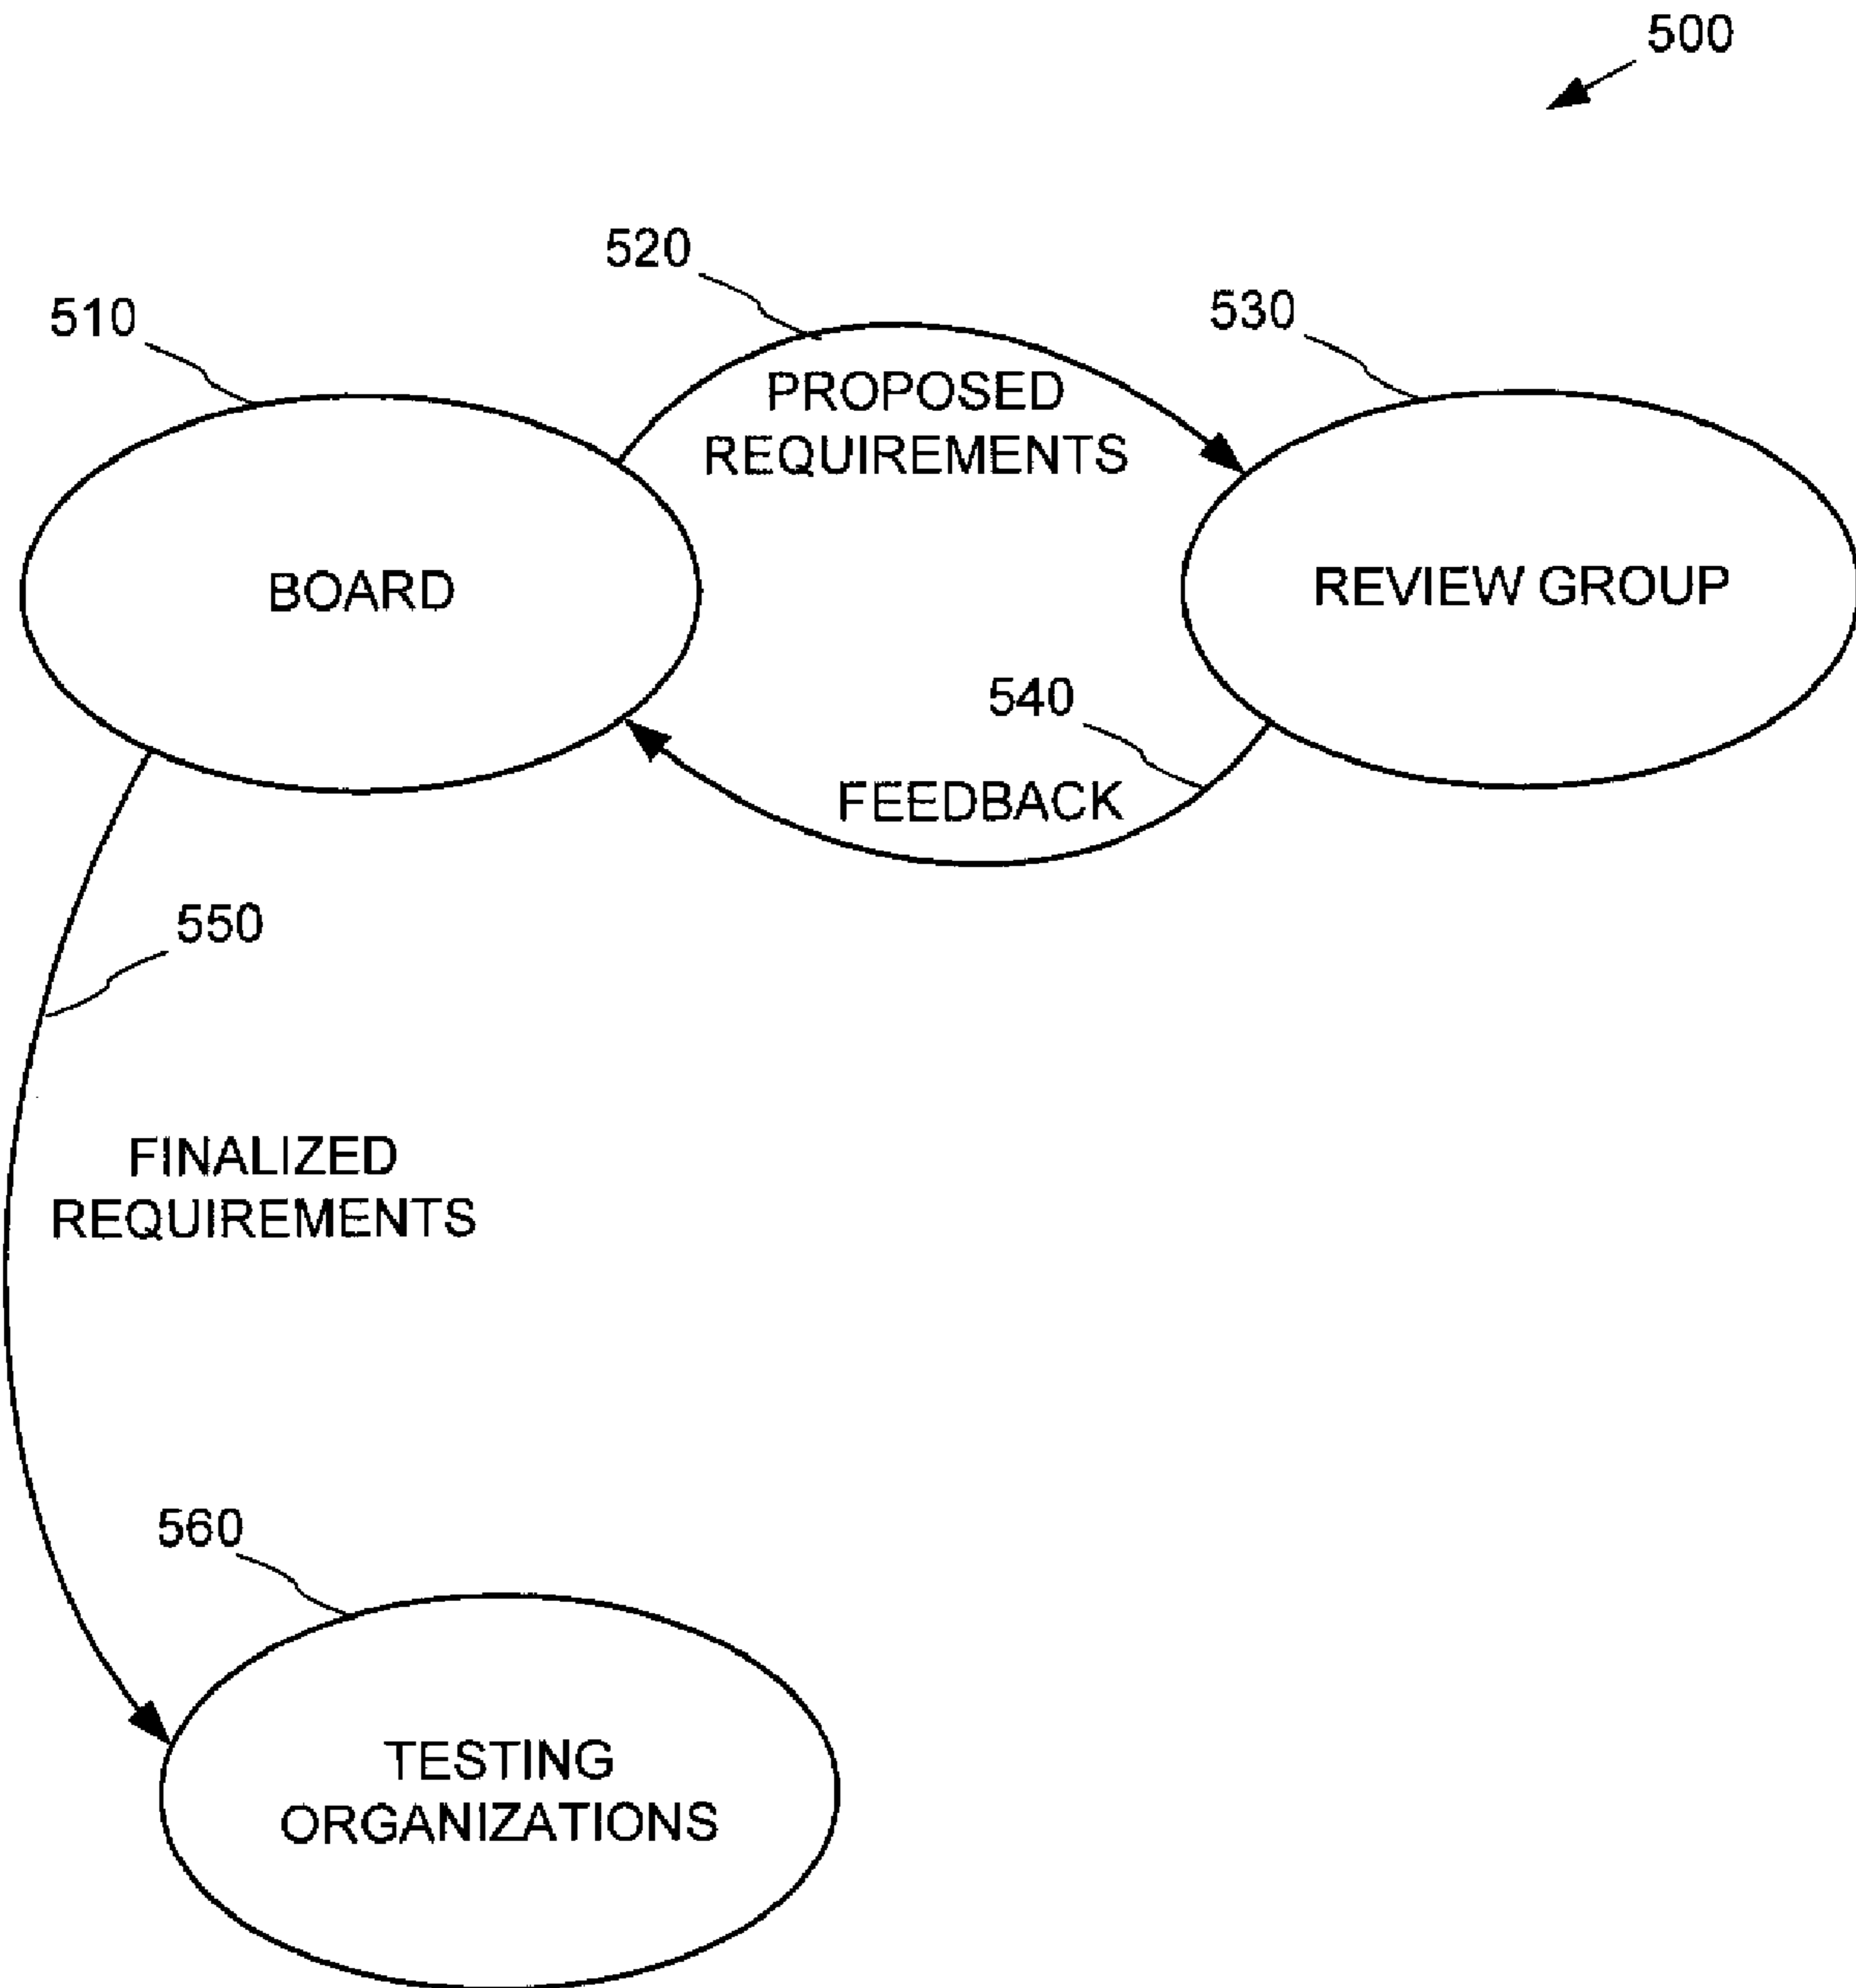 500
520
510
530
PROPOSED
REQUIREMENTS
BOARD
REVIEW GROUP
540
FEEDBACK
550
FINALIZED
REQUIREMENTS
560
TESTING
ORGANIZATIONS